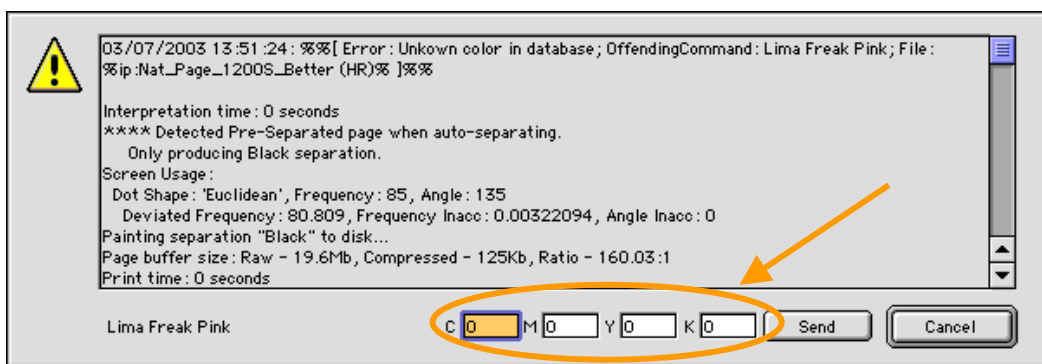 03/07/2003 13:51:24: %%[ Error: Unkown color in database; OffendingCommand: Lima Freak Pink; File:
%ip:Nat_Page_1200S_Better (HR)% ]%%
Interpretation time: 0 seconds
**** Detected Pre-Separated page when auto-separating.
Only producing Black separation.
Screen Usage:
Dot Shape: 'Euclidean', Frequency: 85, Angle: 135
Deviated Frequency: 80.809, Frequency Inacc: 0.00322094, Angle Inacc: 0
Painting separation "Black" to disk...
Page buffer size: Raw - 19.6Mb, Compressed - 125Kb, Ratio - 160.03:1
Print time: 0 seconds
Lima Freak Pink C 0 M 0 Y 0 K 0 Send Cancel